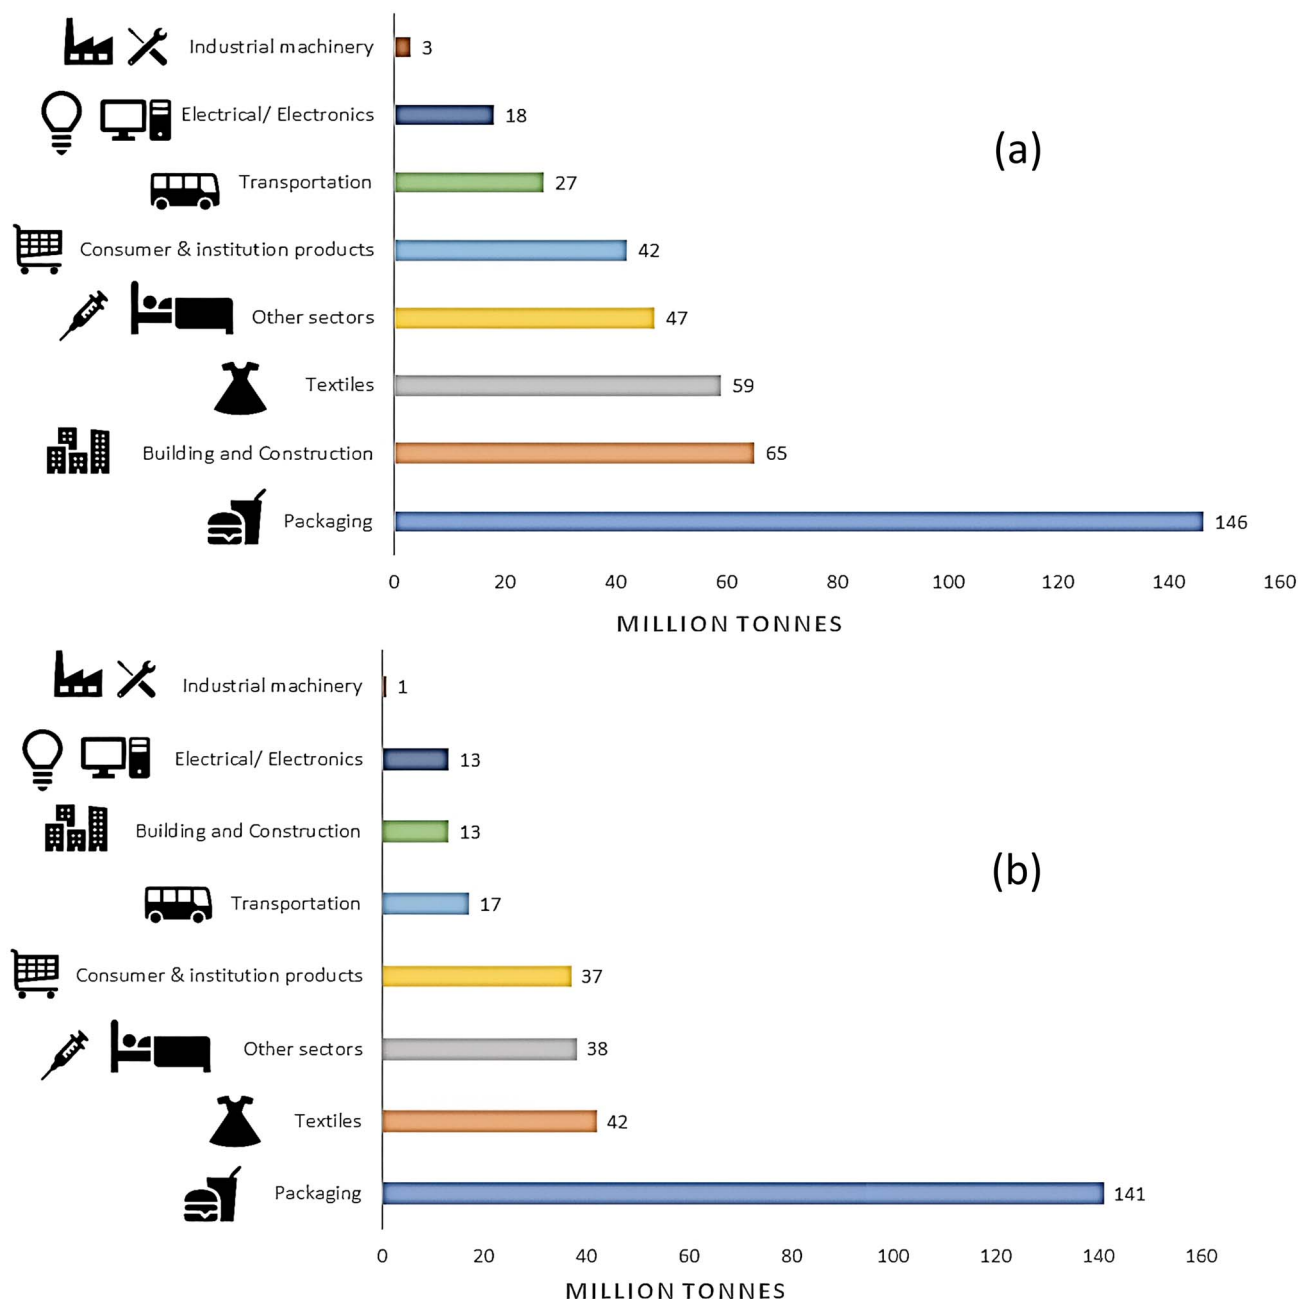 Industrial machinery 3
Electrical/ Electronics 18
(a)
Transportation 27
Consumer & institution products 42
Other sectors 47
Textiles 59
Building and Construction 65
Packaging 146
0 20 40 60 80 100 120 140 160
MILLION TONNES
Industrial machinery 1
Electrical/ Electronics 13
Building and Construction 13
(b)
Transportation 17
Consumer & institution products 37
Other sectors 38
Textiles 42
Packaging 141
0 20 40 60 80 100 120 140 160
MILLION TONNES